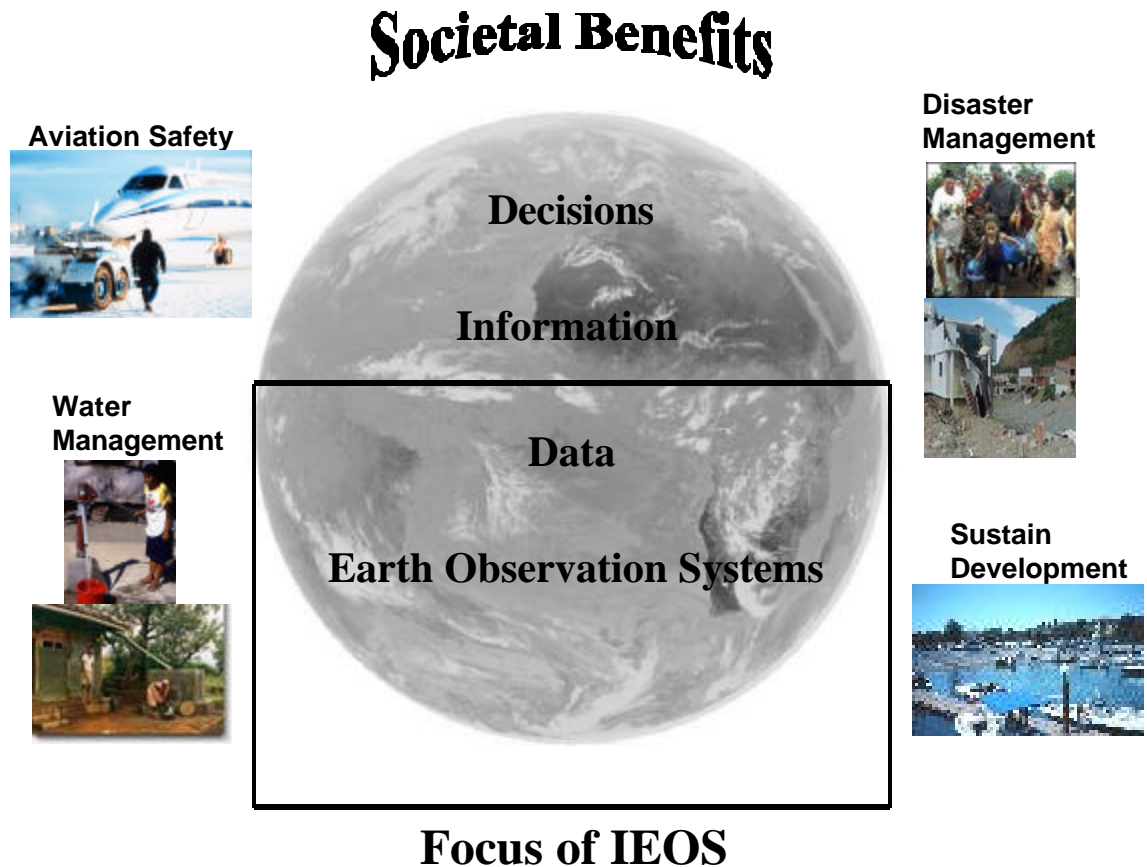 Societal Benefits
Aviation Safety
Disaster
Management
Decisions
Information
Water
Management
Data
Earth Observation Systems
Sustain
Development
Focus of IEOS